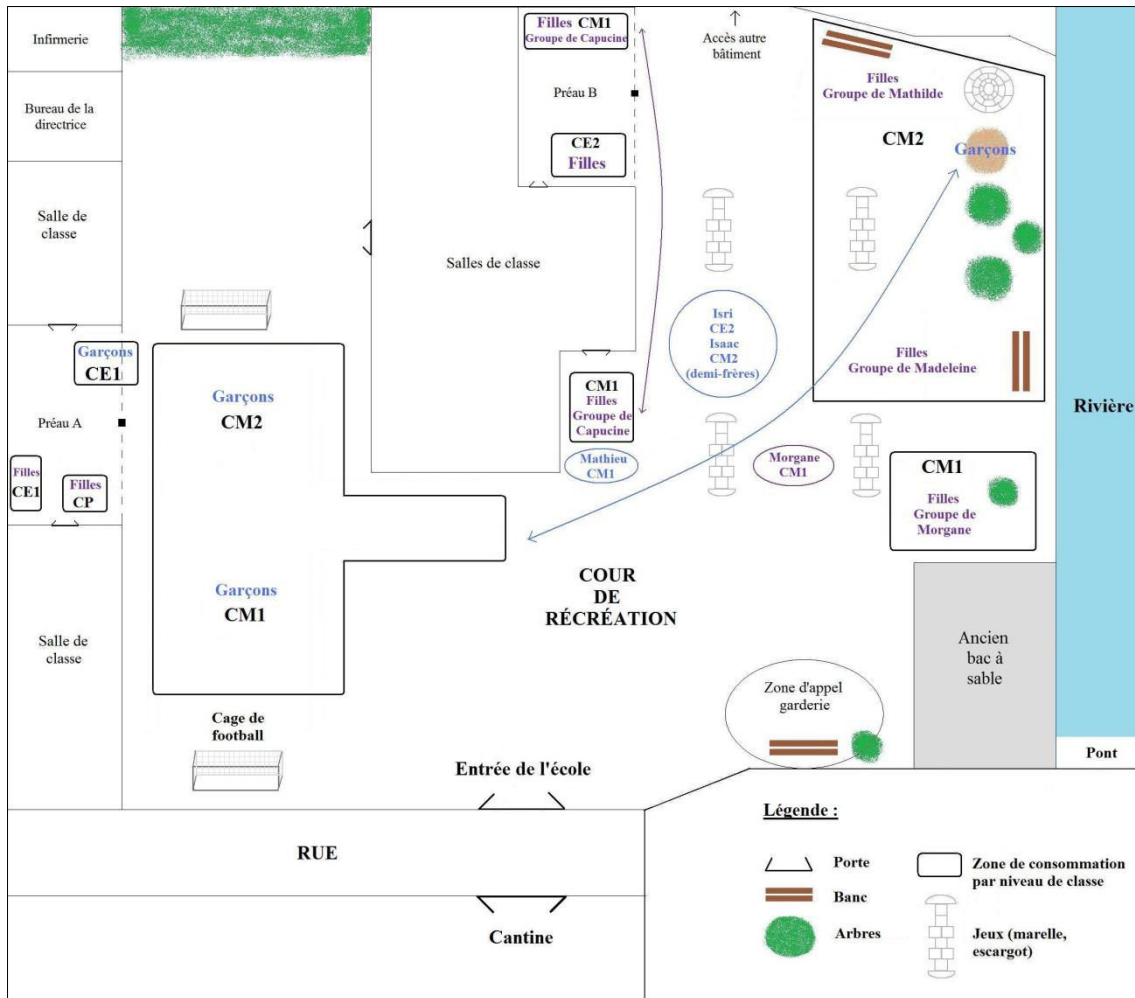 Infirmerie
Bureau de la
directrice
Salle de
classe
Garçons
CE1
Préau A
Filles
CE1
Filles
CP
Salle de
classe
Garçons
CM2
Garçons
CM1
Cage de
football
Filles CM1
Groupe de Capucine
Préau B
CE2
Filles
Salles de classe
CM1
Filles
Groupe de
Capucine
Mathieu
CM1
Accès autre
bâtiment
Isri
CE2
Isaac
CM2
(demi-frères)
Morgane
CM1
Filles
Groupe de Mathilde
CM2
Garçons
Filles
Groupe de Madeleine
CM1
Filles
Groupe de
Morgane
Rivière
COUR
DE
RÉCRÉATION
Ancien
bac à
sable
Zone d'appel
garderie
Pont
Entrée de l'école
RUE
Cantine
Légende :
Porte
Banc
Arbres
Zone de consommation
par niveau de classe
Jeux (marelle,
escargot)